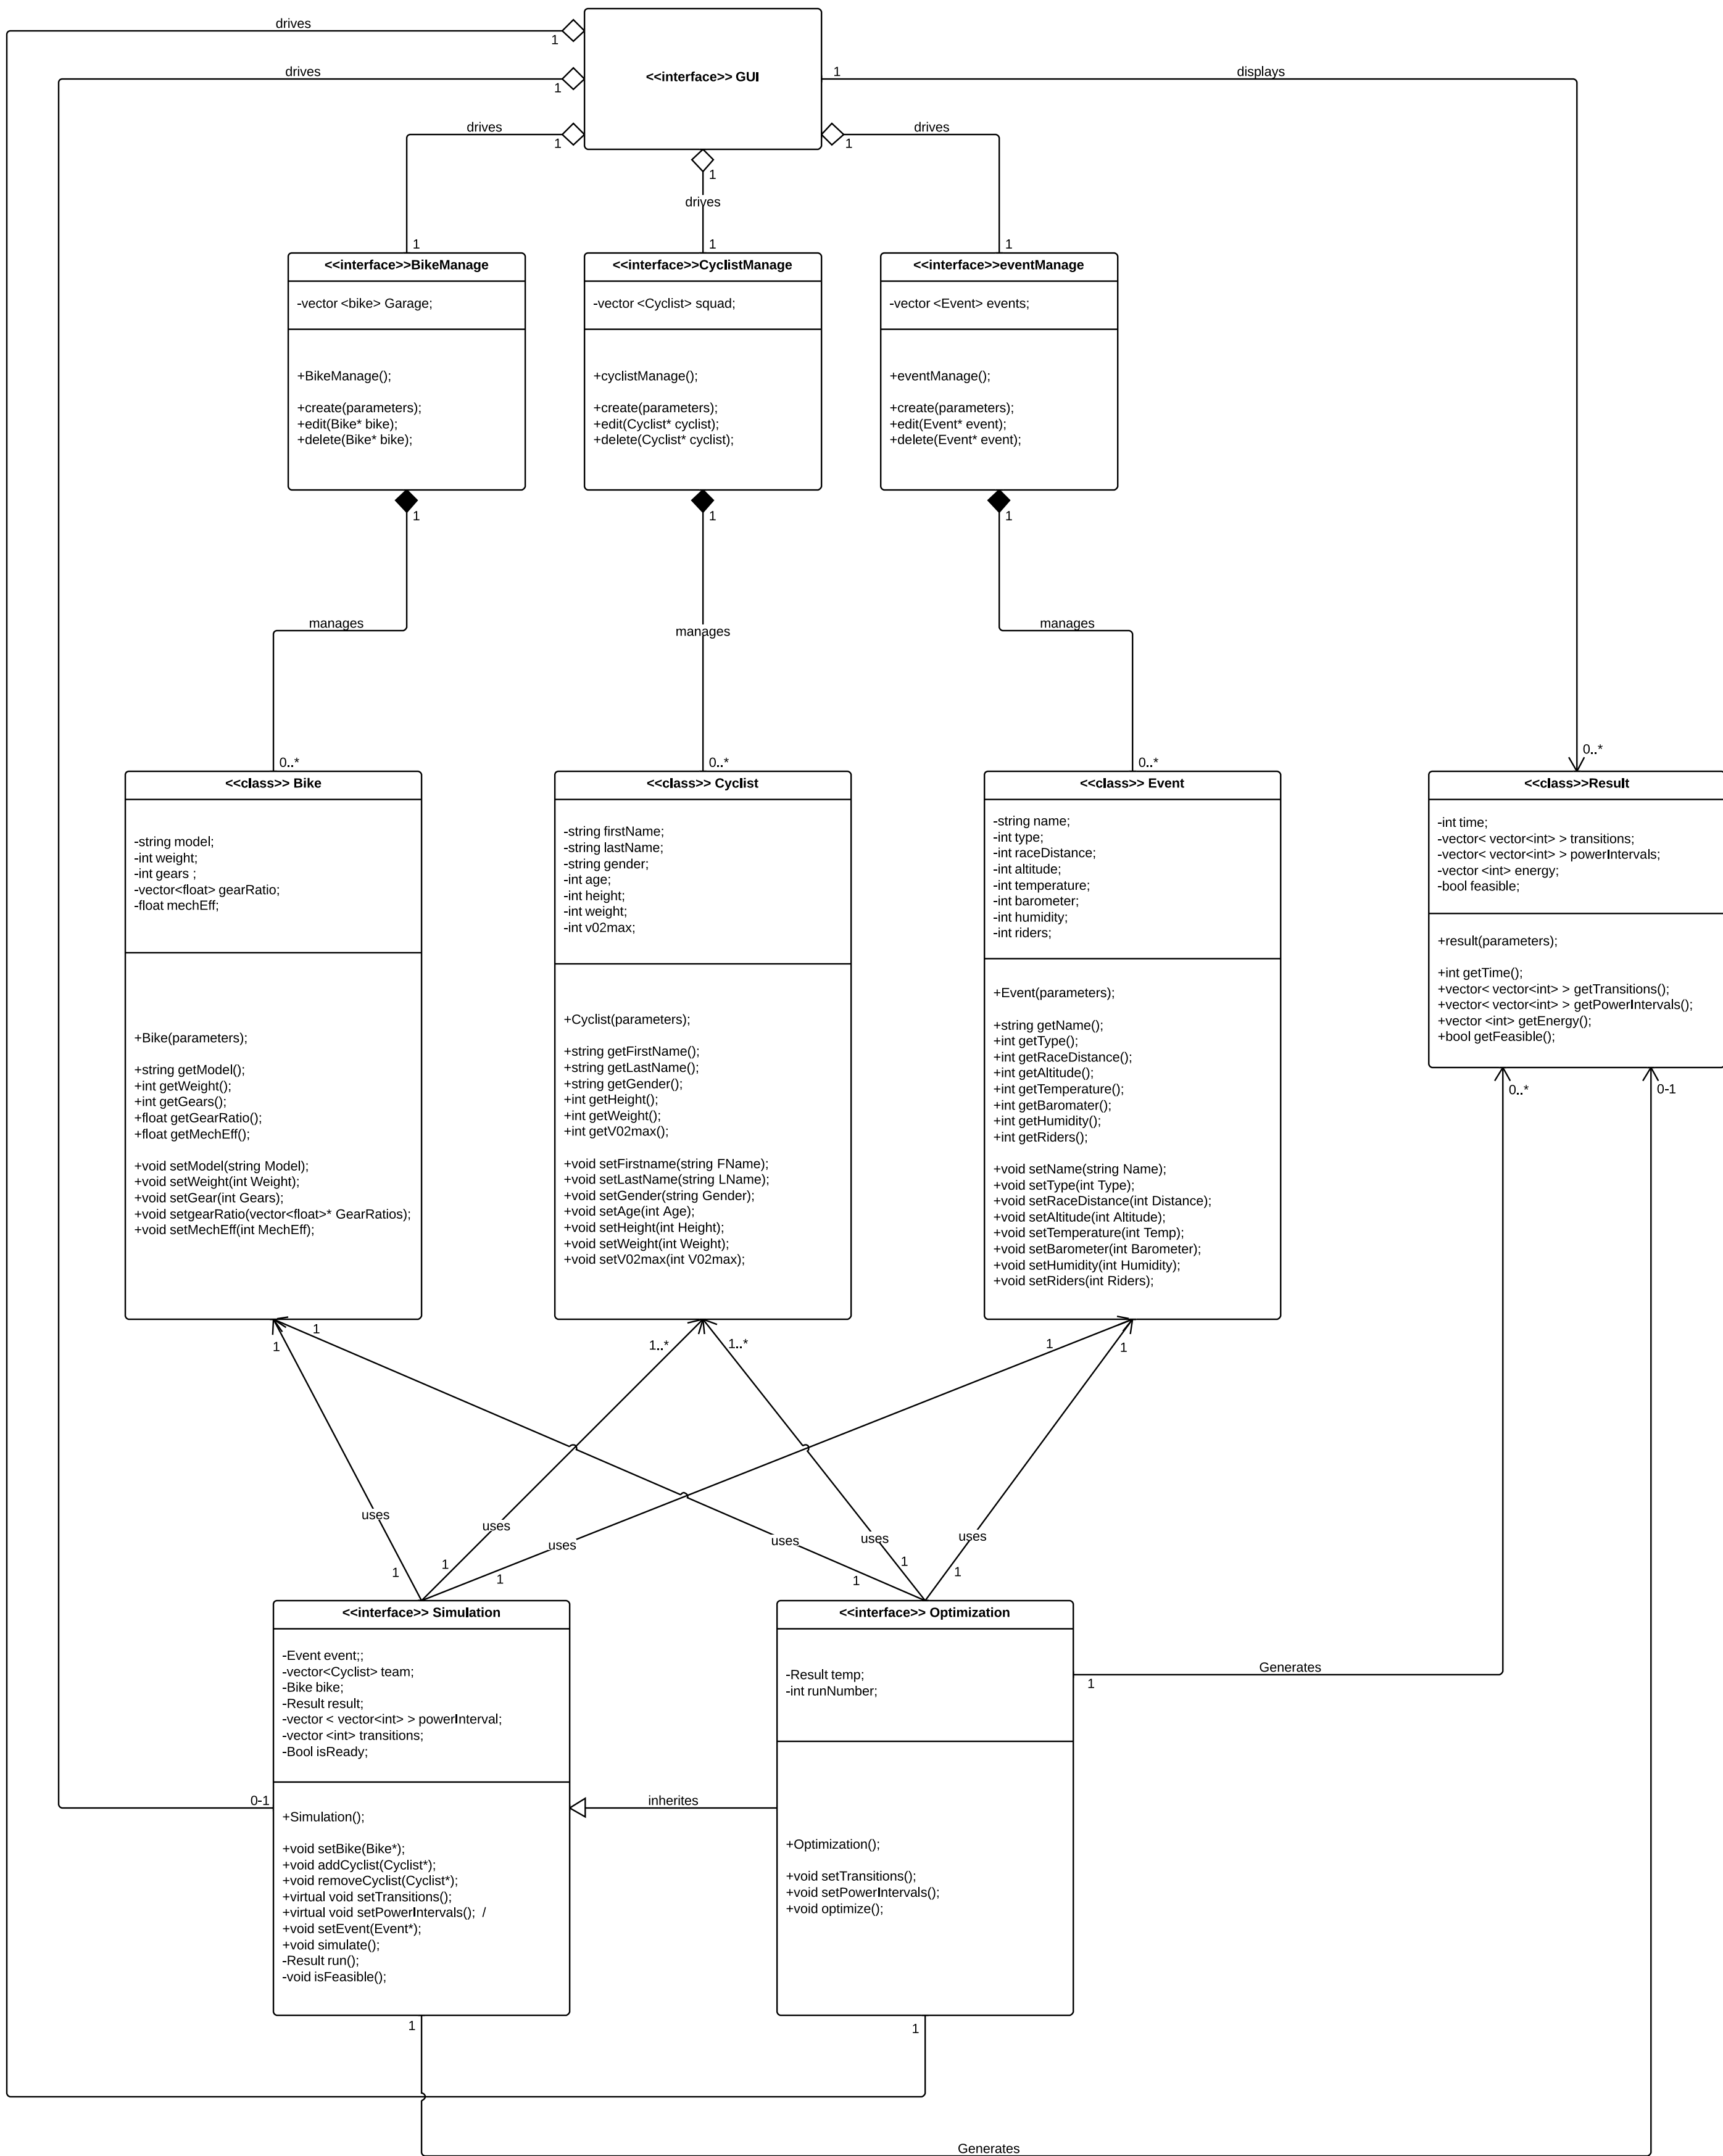 drives
1
drives
1
<<interface>> GUI
1
displays
drives
1
1
drives
1
drives
1
1
1
<<interface>>BikeManage
-vector <bike> Garage;
+BikeManage();
+create(parameters);
+edit(Bike* bike);
+delete(Bike* bike);
<<interface>>CyclistManage
-vector <Cyclist> squad;
+cyclistManage();
+create(parameters);
+edit(Cyclist* cyclist);
+delete(Cyclist* cyclist);
<<interface>>eventManage
-vector <Event> events;
+eventManage();
+create(parameters);
+edit(Event* event);
+delete(Event* event);
1
1
1
manages
manages
manages
0..*
0..*
0..*
0..*
<<class>> Bike
-string model;
-int weight;
-int gears ;
-vector<float> gearRatio;
-float mechEff;
+Bike(parameters);
+string getModel();
+int getWeight();
+int getGears();
+float getGearRatio();
+float getMechEff();
+void setModel(string Model);
+void setWeight(int Weight);
+void setGear(int Gears);
+void setgearRatio(vector<float>* GearRatios);
+void setMechEff(int MechEff);
<<class>> Cyclist
-string firstName;
-string lastName;
-string gender;
-int age;
-int height;
-int weight;
-int v02max;
+Cyclist(parameters);
+string getFirstName();
+string getLastName();
+string getGender();
+int getHeight();
+int getWeight();
+int getV02max();
+void setFirstname(string FName);
+void setLastName(string LName);
+void setGender(string Gender);
+void setAge(int Age);
+void setHeight(int Height);
+void setWeight(int Weight);
+void setV02max(int V02max);
<<class>> Event
-string name;
-int type;
-int raceDistance;
-int altitude;
-int temperature;
-int barometer;
-int humidity;
-int riders;
+Event(parameters);
+string getName();
+int getType();
+int getRaceDistance();
+int getAltitude();
+int getTemperature();
+int getBaromater();
+int getHumidity();
+int getRiders();
+void setName(string Name);
+void setType(int Type);
+void setRaceDistance(int Distance);
+void setAltitude(int Altitude);
+void setTemperature(int Temp);
+void setBarometer(int Barometer);
+void setHumidity(int Humidity);
+void setRiders(int Riders);
<<class>>Result
-int time;
-vector< vector<int> > transitions;
-vector< vector<int> > powerIntervals;
-vector <int> energy;
-bool feasible;
+result(parameters);
+int getTime();
+vector< vector<int> > getTransitions();
+vector< vector<int> > getPowerIntervals();
+vector <int> getEnergy();
+bool getFeasible();
0..*
0-1
1
1
1..*
1..*
1
1
uses
uses
uses
uses
uses
uses
1
1
1
1
1
1
<<interface>> Simulation
-Event event;;
-vector<Cyclist> team;
-Bike bike;
-Result result;
-vector < vector<int> > powerInterval;
-vector <int> transitions;
-Bool isReady;
+Simulation();
+void setBike(Bike*);
+void addCyclist(Cyclist*);
+void removeCyclist(Cyclist*);
+virtual void setTransitions();
+virtual void setPowerIntervals(); /
+void setEvent(Event*);
+void simulate();
-Result run();
-void isFeasible();
<<interface>> Optimization
-Result temp;
-int runNumber;
+Optimization();
+void setTransitions();
+void setPowerIntervals();
+void optimize();
Generates
1
0-1
inherites
1
1
Generates